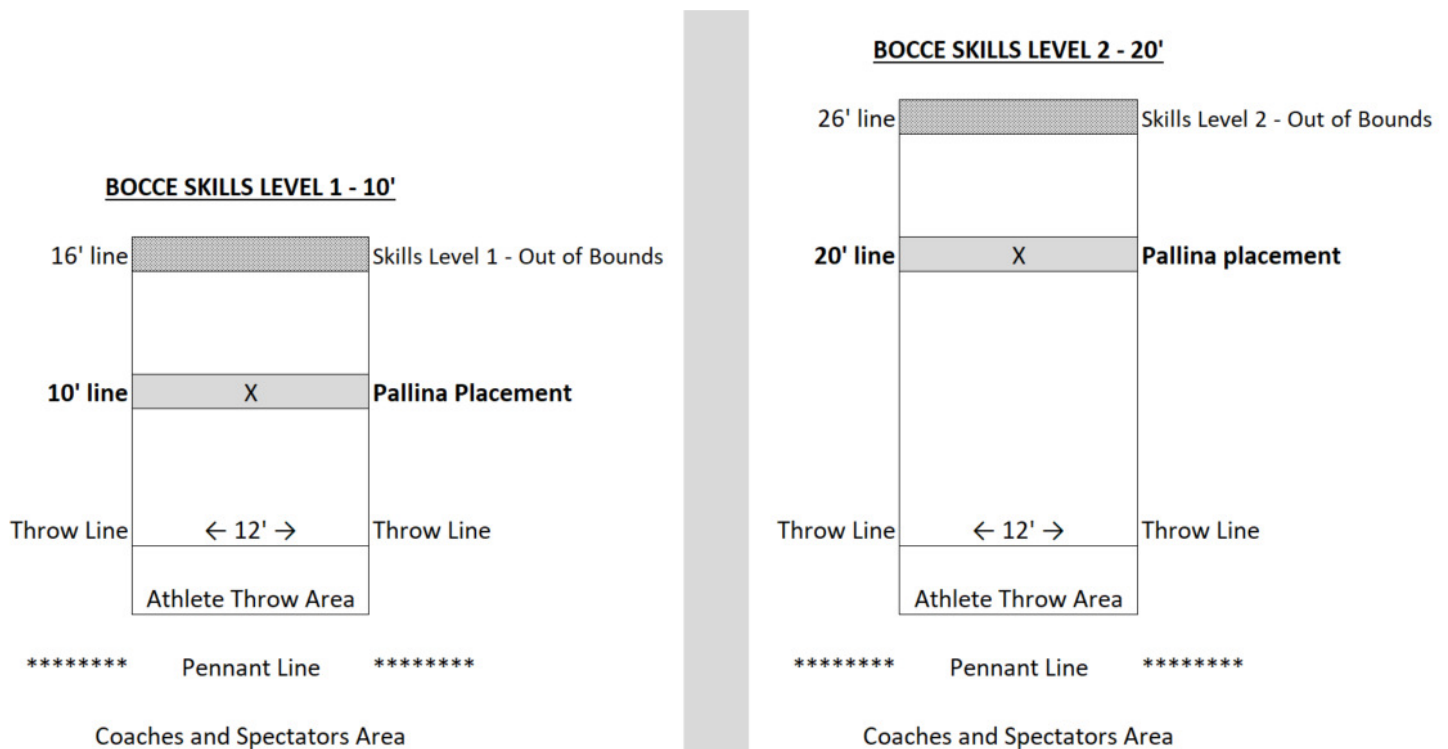 BOCCE SKILLS LEVEL 1 - 10'
16' line Skills Level 1 - Out of Bounds
10' line X Pallina Placement
Throw Line ← 12' → Throw Line
Athlete Throw Area
******** Pennant Line ********
Coaches and Spectators Area
BOCCE SKILLS LEVEL 2 - 20'
26' line Skills Level 2 - Out of Bounds
20' line X Pallina placement
Throw Line ← 12' → Throw Line
Athlete Throw Area
******** Pennant Line ********
Coaches and Spectators Area